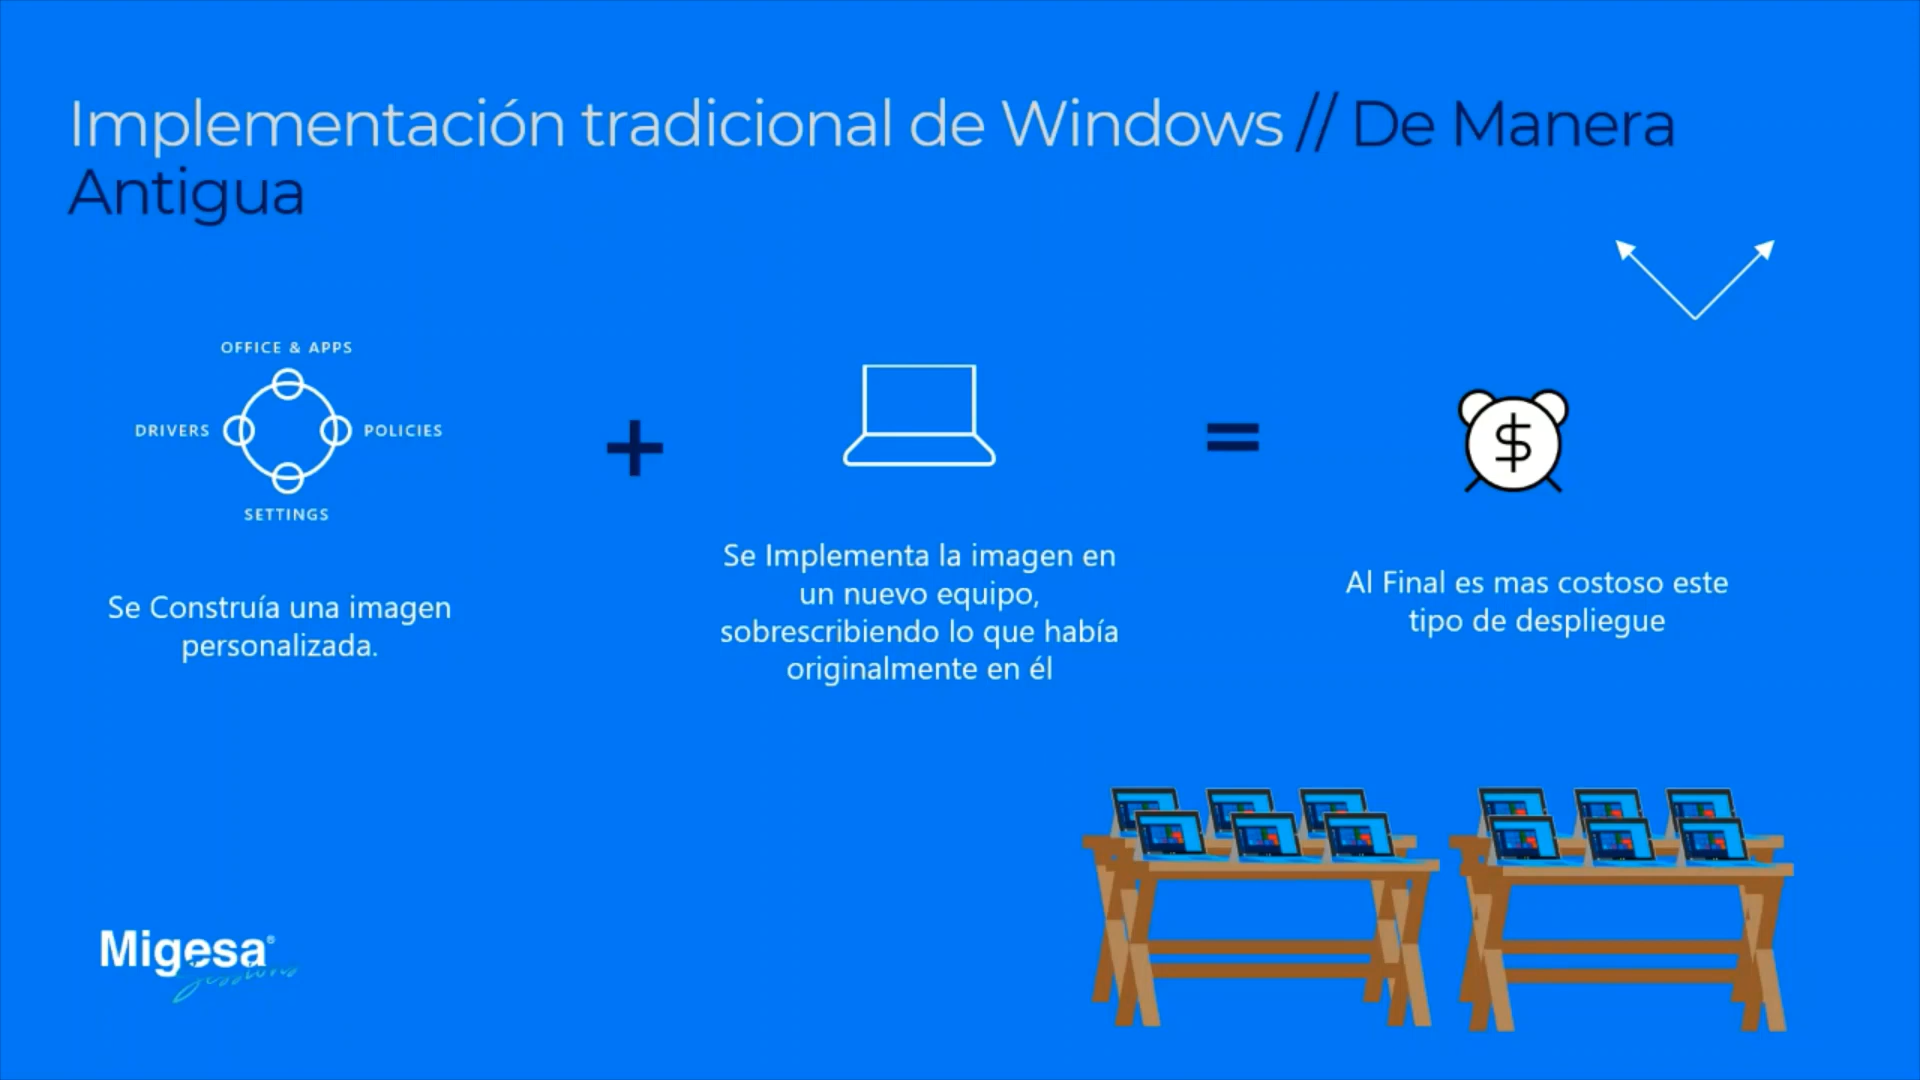 Implementación tradicional de Windows // De Manera
Antigua
OFFICE & APPS
DRIVERS
POLICIES
SETTINGS
Se Construía una imagen
personalizada.
+
Se Implementa la imagen en
un nuevo equipo,
sobrescribiendo lo que había
originalmente en él
=
$
Al Final es mas costoso este
tipo de despliegue
Migesa®
Sessions